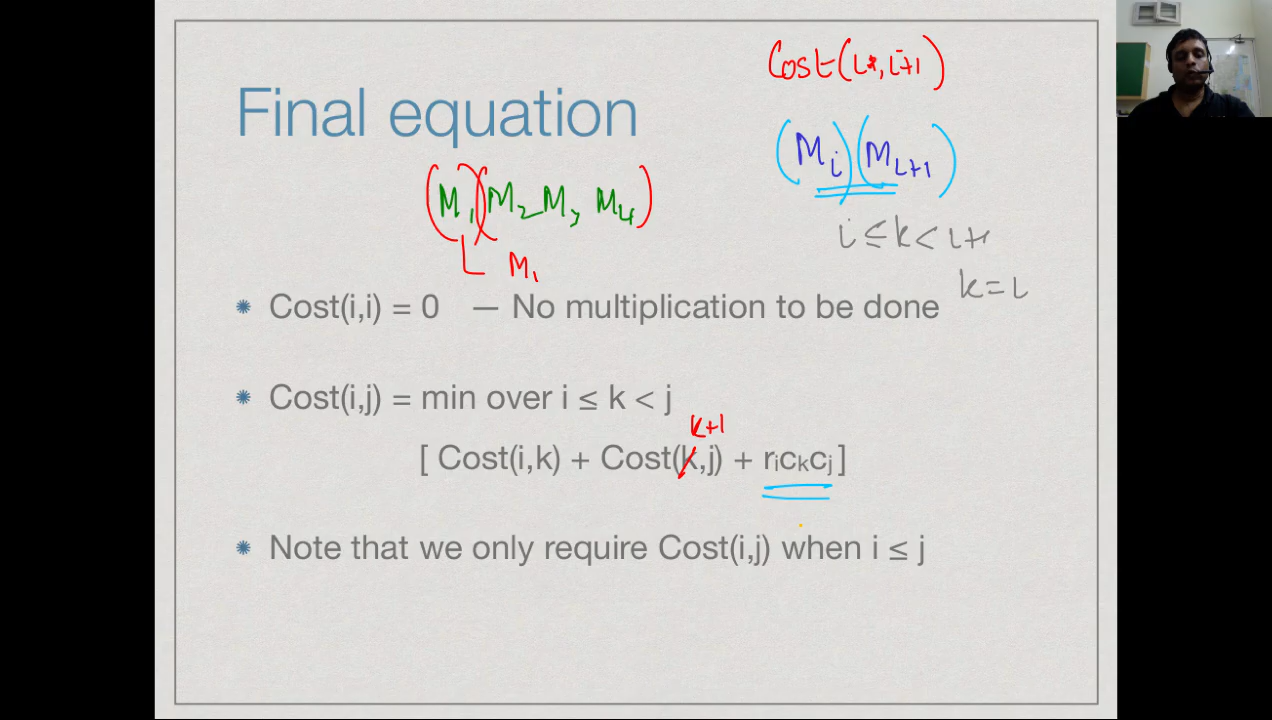 Cost(i, i+1)
Final equation
(Mi)(Mi+1)
(M1)(M2 M3 M4)
i ≤ k < i+1
M1
k = i
Cost(i,i) = 0 — No multiplication to be done
Cost(i,j) = min over i ≤ k < j
k+1
[ Cost(i,k) + Cost(k,j) + rickcj ]
Note that we only require Cost(i,j) when i ≤ j